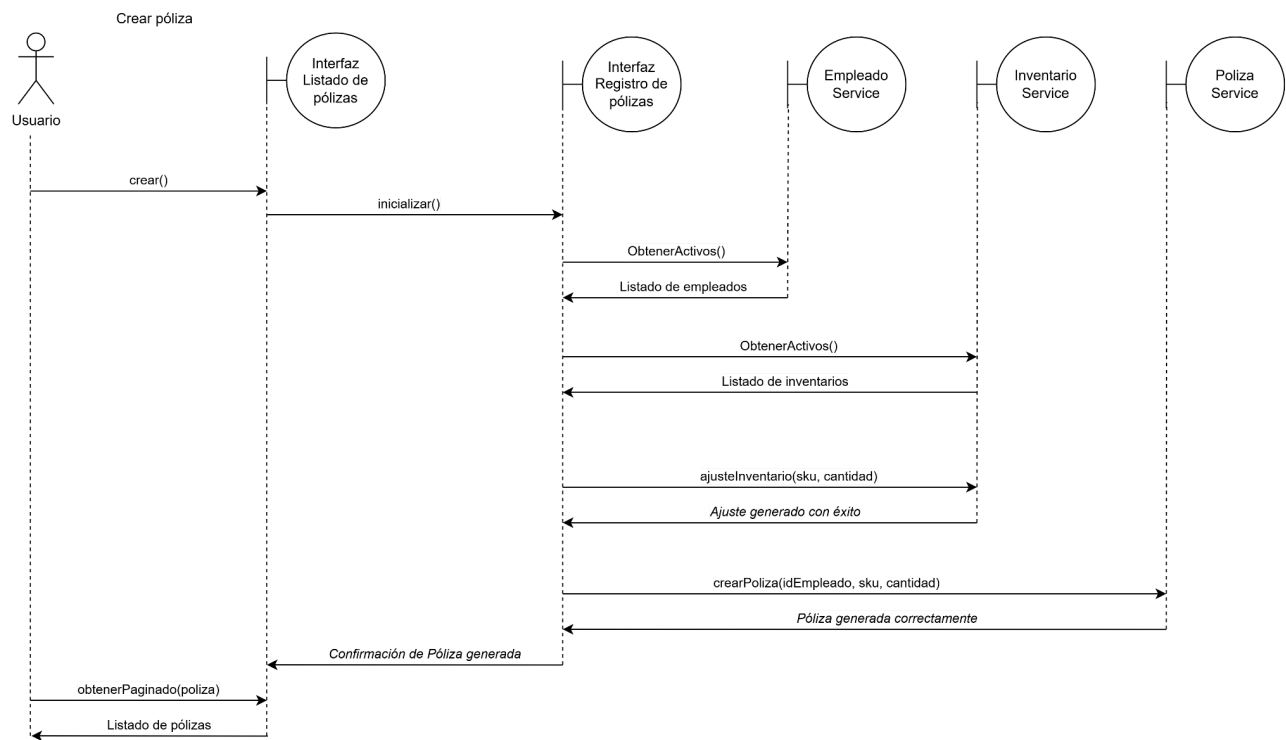 Crear póliza
Usuario
Interfaz
Listado de
pólizas
Interfaz
Registro de
pólizas
Empleado
Service
Inventario
Service
Poliza
Service
crear()
inicializar()
ObtenerActivos()
Listado de empleados
ObtenerActivos()
Listado de inventarios
ajusteInventario(sku, cantidad)
Ajuste generado con éxito
crearPoliza(idEmpleado, sku, cantidad)
Póliza generada correctamente
Confirmación de Póliza generada
obtenerPaginado(poliza)
Listado de pólizas